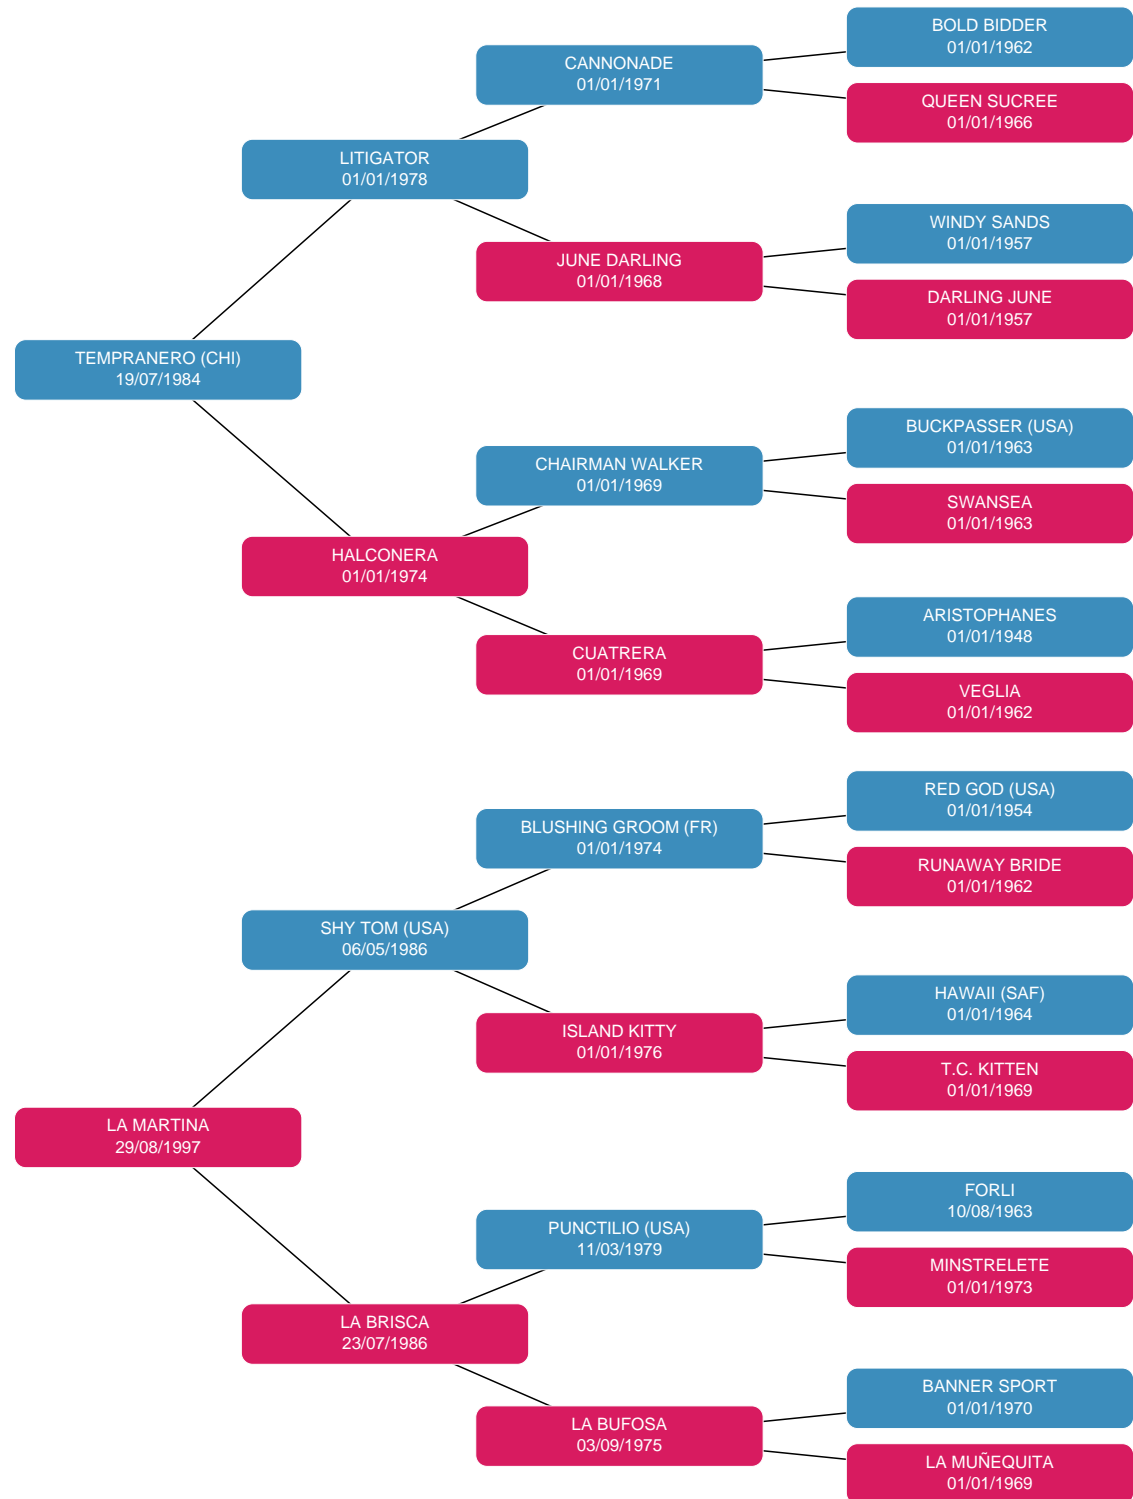 BOLD BIDDER
01/01/1962
CANNONADE
01/01/1971
QUEEN SUCREE
01/01/1966
LITIGATOR
01/01/1978
WINDY SANDS
01/01/1957
JUNE DARLING
01/01/1968
DARLING JUNE
01/01/1957
TEMPRANERO (CHI)
19/07/1984
BUCKPASSER (USA)
01/01/1963
CHAIRMAN WALKER
01/01/1969
SWANSEA
01/01/1963
HALCONERA
01/01/1974
ARISTOPHANES
01/01/1948
CUATRERA
01/01/1969
VEGLIA
01/01/1962
RED GOD (USA)
01/01/1954
BLUSHING GROOM (FR)
01/01/1974
RUNAWAY BRIDE
01/01/1962
SHY TOM (USA)
06/05/1986
HAWAII (SAF)
01/01/1964
ISLAND KITTY
01/01/1976
T.C. KITTEN
01/01/1969
LA MARTINA
29/08/1997
FORLI
10/08/1963
PUNCTILIO (USA)
11/03/1979
MINSTRELETE
01/01/1973
LA BRISCA
23/07/1986
BANNER SPORT
01/01/1970
LA BUFOSA
03/09/1975
LA MUÑEQUITA
01/01/1969